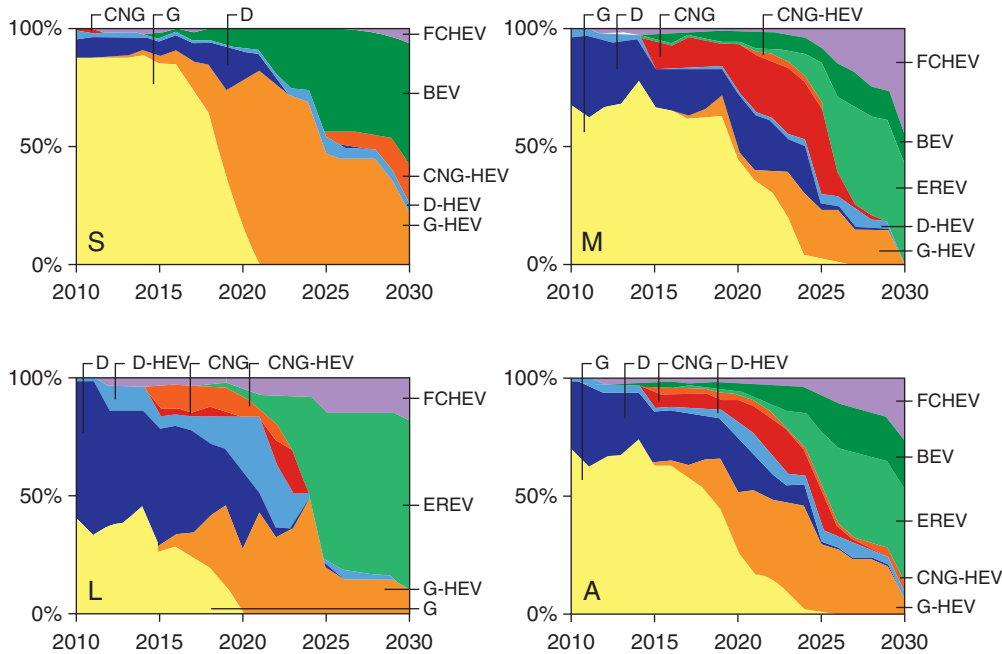 CNG G D
100%
50%
0%
S
FCHEV
BEV
CNG-HEV
D-HEV
G-HEV
2010 2015 2020 2025 2030
G D CNG CNG-HEV
100%
50%
0%
M
FCHEV
BEV
EREV
D-HEV
G-HEV
2010 2015 2020 2025 2030
D D-HEV CNG CNG-HEV
100%
50%
0%
L
FCHEV
EREV
G-HEV
G
2010 2015 2020 2025 2030
G D CNG D-HEV
100%
50%
0%
A
FCHEV
BEV
EREV
CNG-HEV
G-HEV
2010 2015 2020 2025 2030